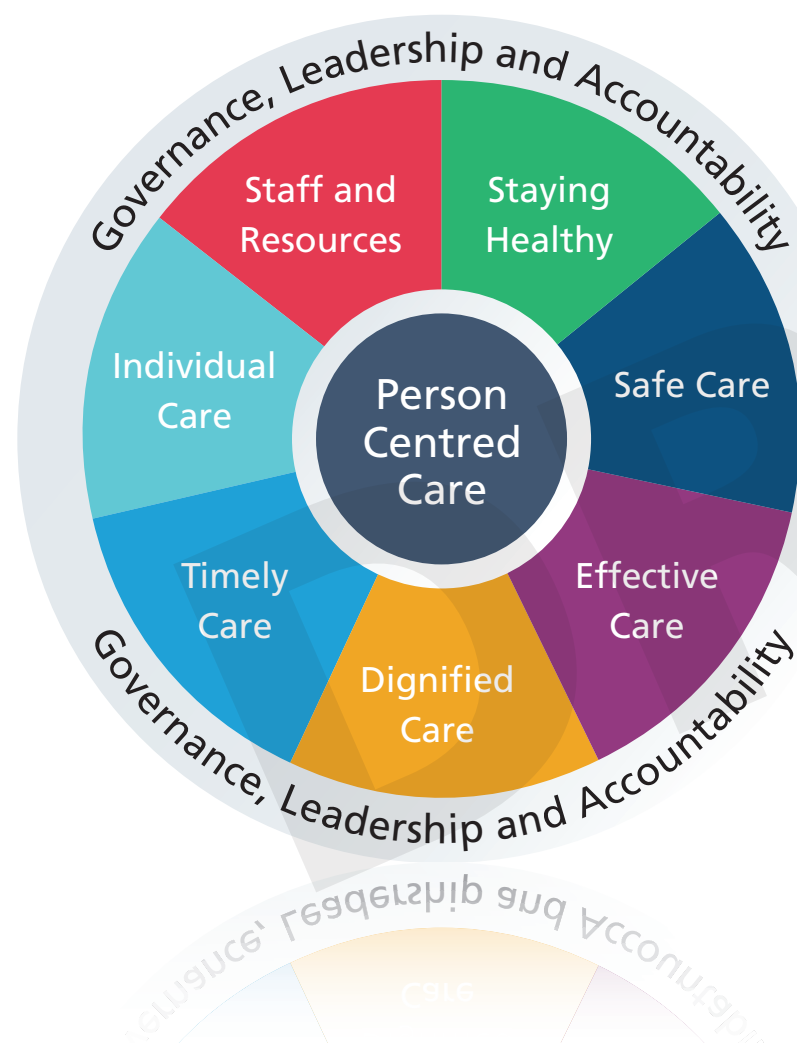 Governance, Leadership and Accountability
Staff and
Resources
Staying
Healthy
Individual
Care
Person
Centred
Care
Safe Care
Timely
Care
Effective
Care
Dignified
Care
Governance, Leadership and Accountability